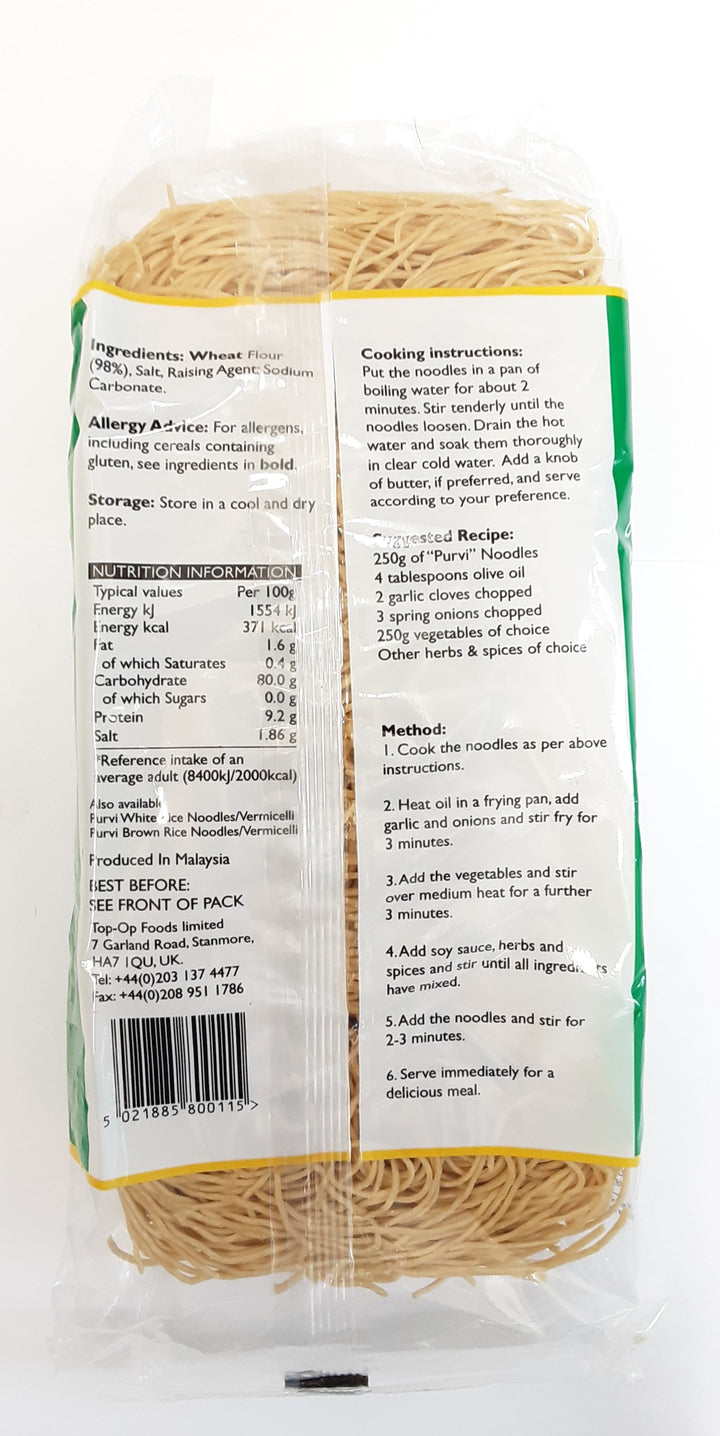 Ingredients: Wheat Flour
(98%), Salt, Raising Agent: Sodium
Carbonate.
Allergy Advice: For allergens,
including cereals containing
gluten, see ingredients in bold.
Storage: Store in a cool and dry
place.
NUTRITION INFORMATION
Typical values Per 100g
Energy kJ 1554 kJ
Energy kcal 371 kcal
Fat 1.6 g
of which Saturates 0.4 g
Carbohydrate 80.0 g
of which Sugars 0.0 g
Protein 9.2 g
Salt 1.86 g
*Reference intake of an
average adult (8400kJ/2000kcal)
Also available
Purvi White Rice Noodles/Vermicelli
Purvi Brown Rice Noodles/Vermicelli
Produced In Malaysia
BEST BEFORE:
SEE FRONT OF PACK
Top-Op Foods limited
7 Garland Road, Stanmore,
HA7 1QU, UK.
Tel: +44(0)203 137 4477
Fax: +44(0)208 951 1786
5 021885 800115 >
Cooking instructions:
Put the noodles in a pan of
boiling water for about 2
minutes. Stir tenderly until the
noodles loosen. Drain the hot
water and soak them thoroughly
in clear cold water. Add a knob
of butter, if preferred, and serve
according to your preference.
Suggested Recipe:
250g of "Purvi" Noodles
4 tablespoons olive oil
2 garlic cloves chopped
3 spring onions chopped
250g vegetables of choice
Other herbs & spices of choice
Method:
1. Cook the noodles as per above
instructions.
2. Heat oil in a frying pan, add
garlic and onions and stir fry for
3 minutes.
3. Add the vegetables and stir
over medium heat for a further
3 minutes.
4. Add soy sauce, herbs and
spices and stir until all ingredients
have mixed.
5. Add the noodles and stir for
2-3 minutes.
6. Serve immediately for a
delicious meal.